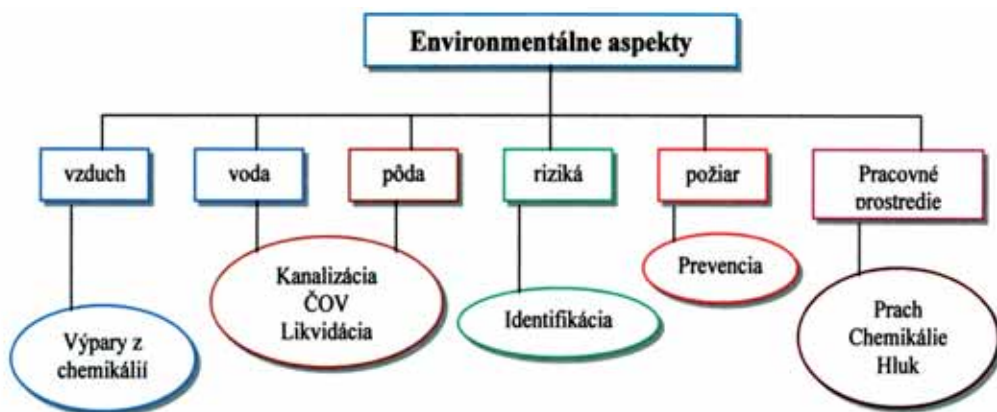 Environmentálne aspekty
vzduch
voda
pôda
riziká
požiar
Pracovné
prostredie
Výpary z
chemikálií
Kanalizácia
ČOV
Likvidácia
Identifikácia
Prevencia
Prach
Chemikálie
Hluk